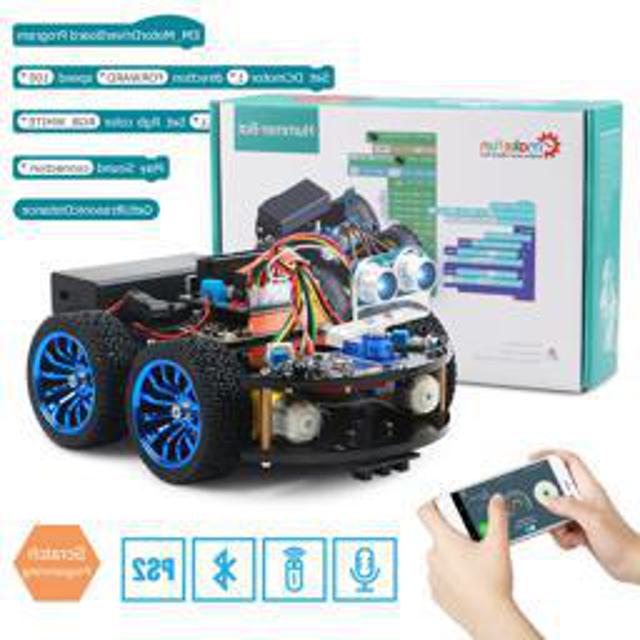 EM_MotorDriverBoard Program
Set DCmotor 1 direction FORWARD speed 100
1 Set Rgb color RGB_WHITE
Play Sound connection
GetUltrasonicDistance
Hummer-Bot
emakefun
Scratch
Programming
PS2